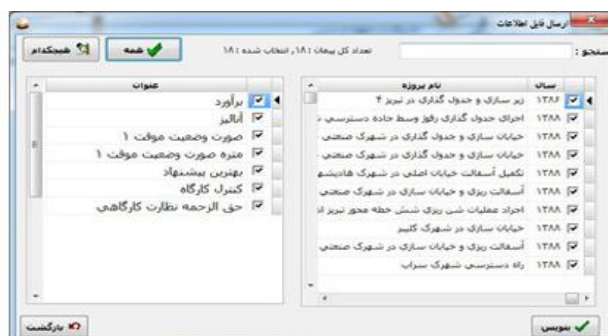 ارسال فایل اطلاعات
ستجو :
تعداد کل پیمان : ۱۸ , انتخاب شده : ۱۸
همه
هیچکدام
سال
نام پروژه
۱۳۸۶ زیر سازی و جدول گذاری در تبریز ۴
۱۳۸۸ اجرای جدول گذاری رفوز وسط جاده دسترسی
۱۳۸۸ خیابان سازی و جدول گذاری در شهرک صنعتی
۱۳۸۸ خیابان سازی و جدول گذاری در شهرک صنعتی
۱۳۸۸ تکمیل آسفالت خیابان اصلی در شهرک هادیشه
۱۳۸۸ آسفالت ریزی و خیابان سازی در شهرک صنعتی
۱۳۸۸ اجراد عملیات شن ریزی شش خطه محور تبریز
۱۳۸۸ خیابان سازی در شهرک کلیبر
۱۳۸۸ آسفالت ریزی و خیابان سازی در شهرک صنعتی
۱۳۸۸ راه دسترسی شهرک سراب
عنوان
برآورد
آنالیز
صورت وضعیت موقت ۱
متره صورت وضعیت موقت ۱
بهترین پیشنهاد
کنترل کارگاه
حق الزحمه نظارت کارگاهی
بنویس
بازگشت